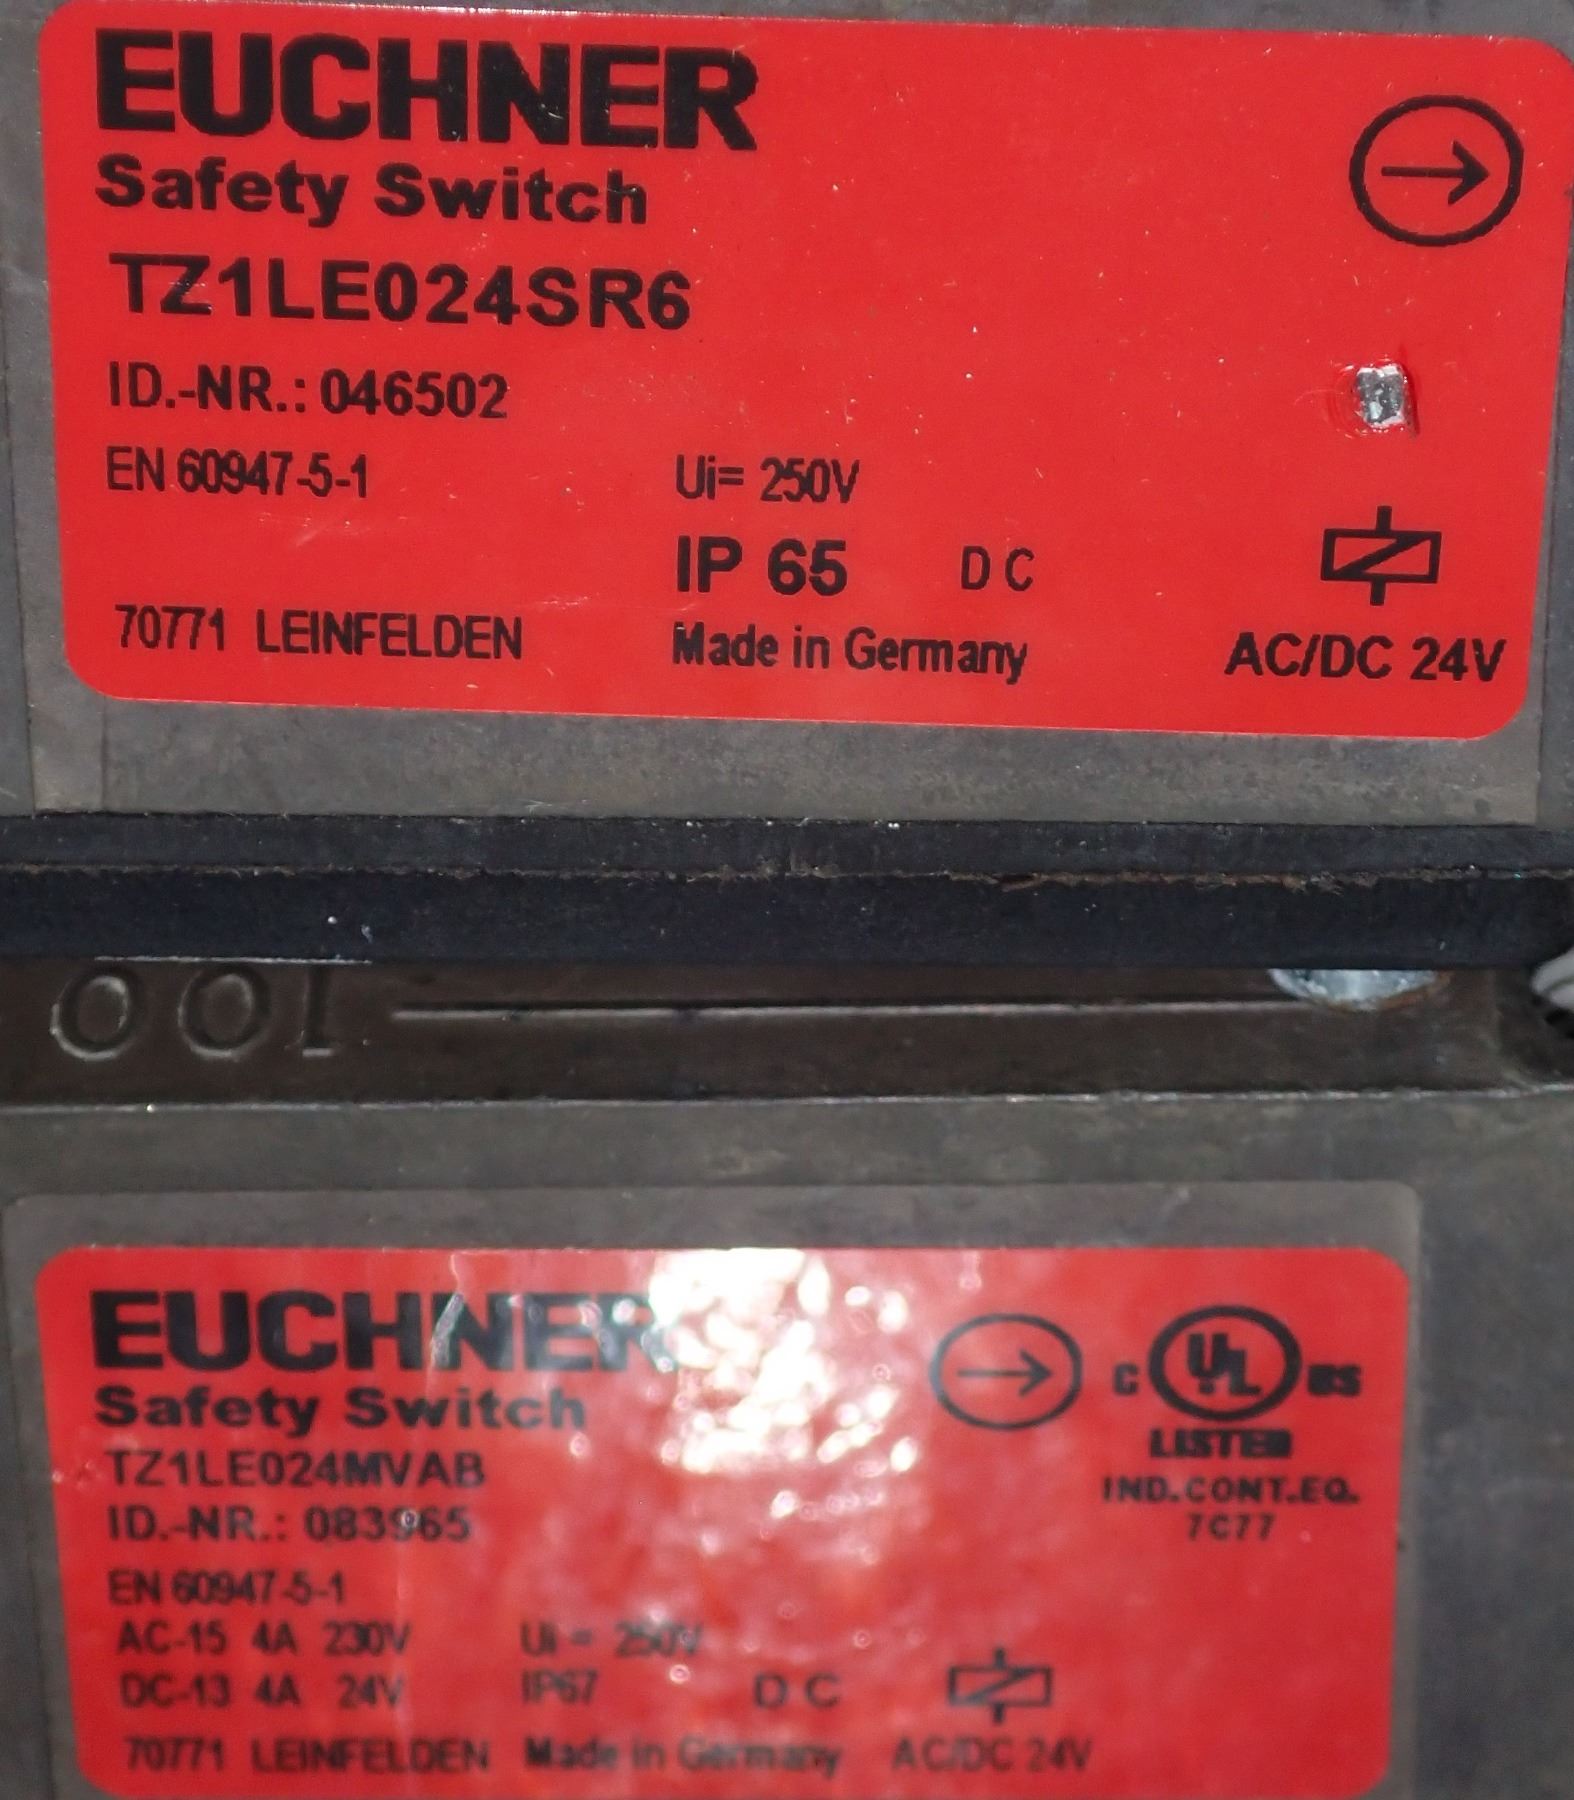 EUCHNER
Safety Switch
TZ1LE024SR6
ID.-NR.: 046502
EN 60947-5-1 Ui= 250V
IP 65 DC
70771 LEINFELDEN Made in Germany AC/DC 24V
001
EUCHNER
Safety Switch
C UL US
LISTED
TZ1LE024MVAB
IND.CONT.EQ.
ID.-NR.: 083965
7C77
EN 60947-5-1
AC-15 4A 230V Ui = 250V
DC-13 4A 24V IP67 DC
70771 LEINFELDEN Made in Germany AC/DC 24V